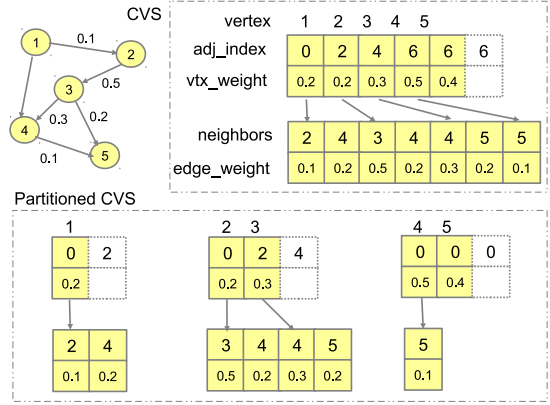 CVS
1
0.1
2
0.5
3
0.3
0.2
4
0.1
5
vertex 1 2 3 4 5
adj_index 0 2 4 6 6 6
vtx_weight 0.2 0.2 0.3 0.5 0.4
neighbors 2 4 3 4 4 5 5
edge_weight 0.1 0.2 0.5 0.2 0.3 0.2 0.1
Partitioned CVS
1
0 2
0.2
2 4
0.1 0.2
2 3
0 2 4
0.2 0.3
3 4 4 5
0.5 0.2 0.3 0.2
4 5
0 0 0
0.5 0.4
5
0.1